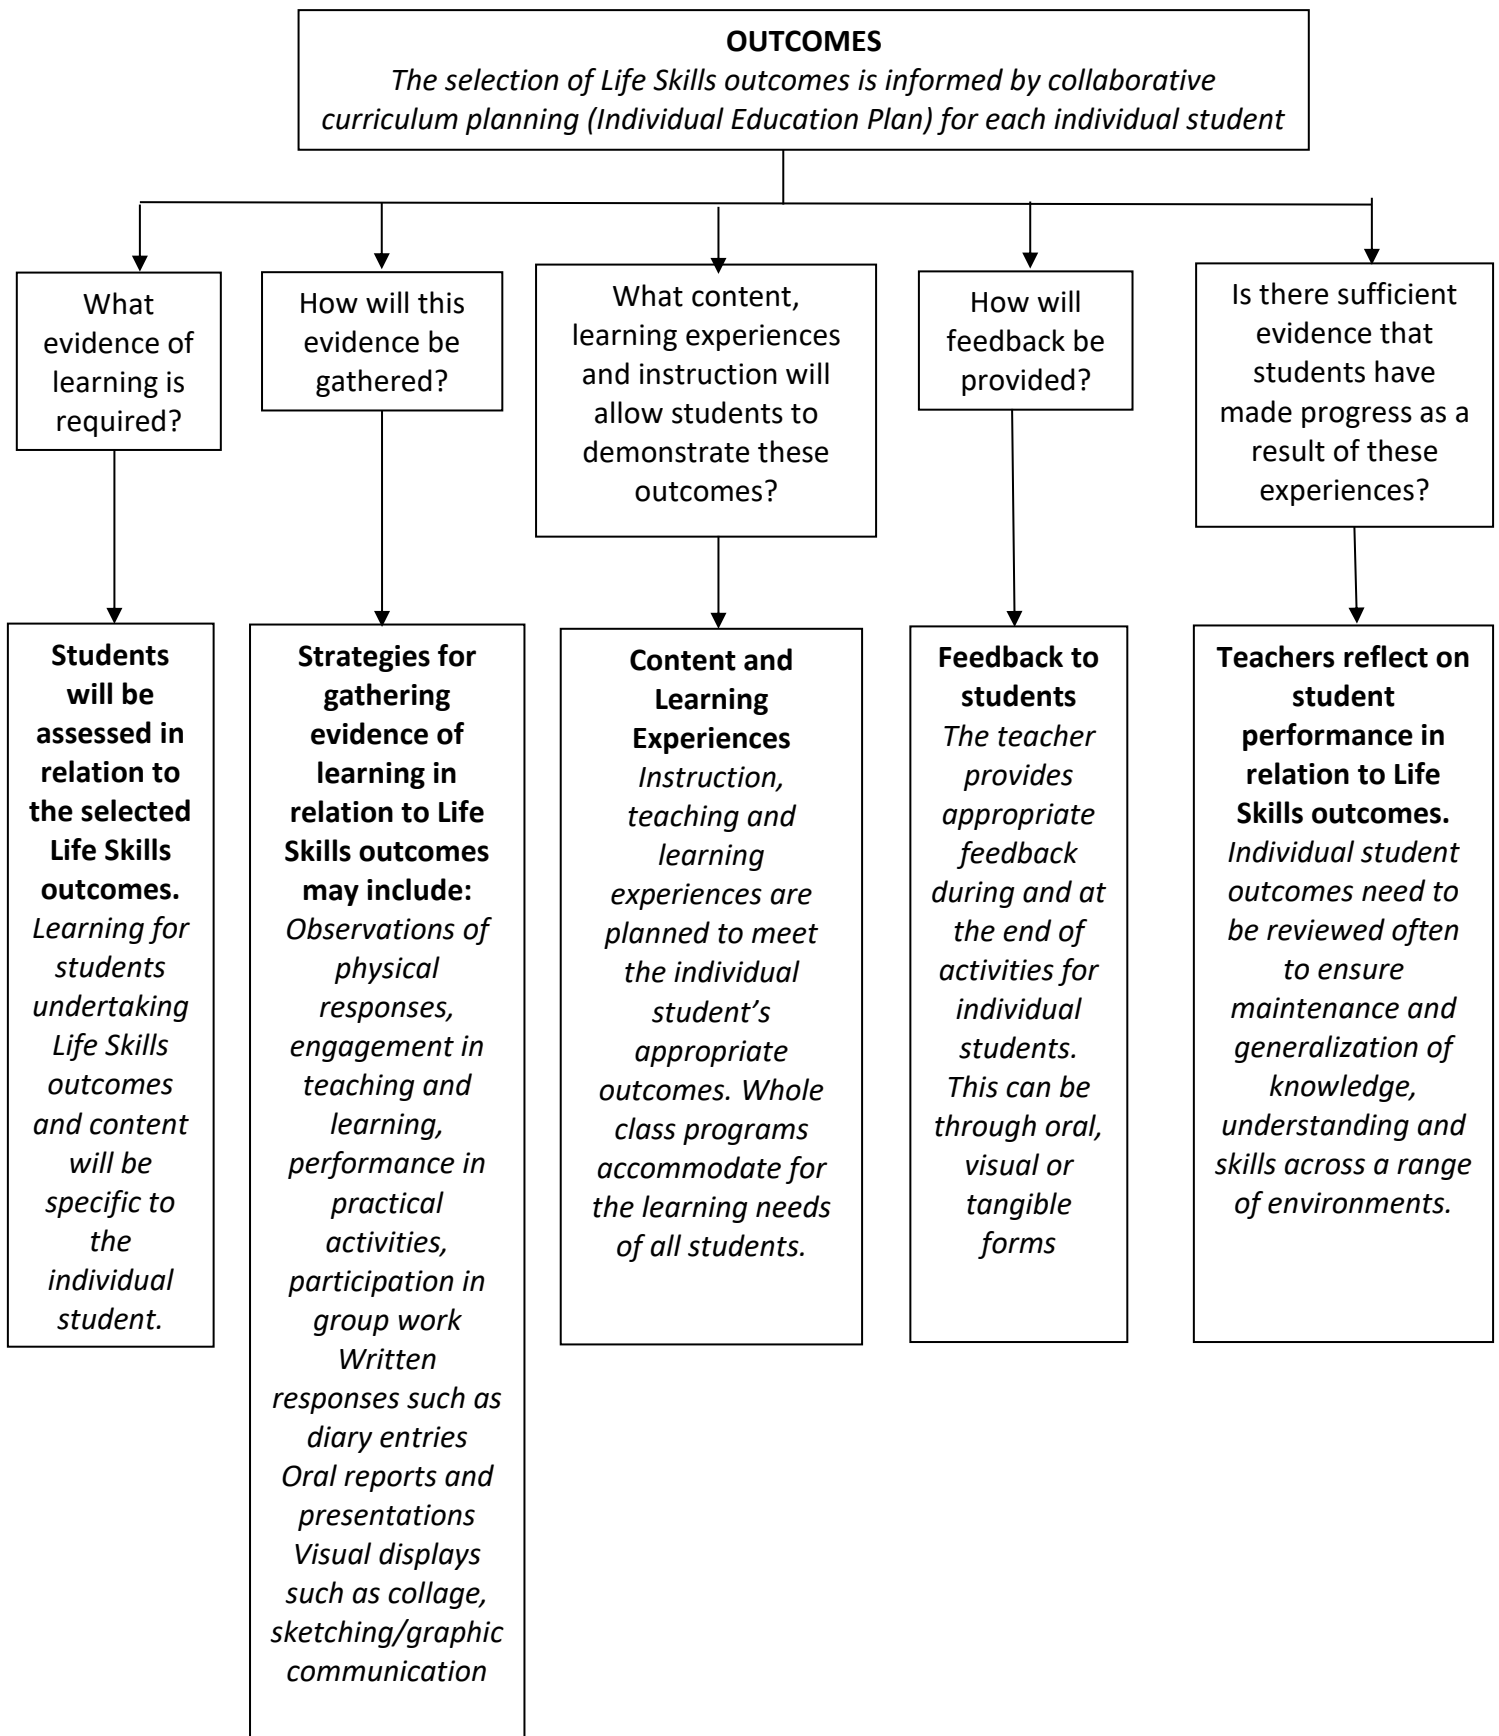 OUTCOMES
The selection of Life Skills outcomes is informed by collaborative
curriculum planning (Individual Education Plan) for each individual student
What
evidence of
learning is
required?
How will this
evidence be
gathered?
What content,
learning experiences
and instruction will
allow students to
demonstrate these
outcomes?
How will
feedback be
provided?
Is there sufficient
evidence that
students have
made progress as a
result of these
experiences?
Students
will be
assessed in
relation to
the selected
Life Skills
outcomes.
Learning for
students
undertaking
Life Skills
outcomes
and content
will be
specific to
the
individual
student.
Strategies for
gathering
evidence of
learning in
relation to Life
Skills outcomes
may include:
Observations of
physical
responses,
engagement in
teaching and
learning,
performance in
practical
activities,
participation in
group work
Written
responses such as
diary entries
Oral reports and
presentations
Visual displays
such as collage,
sketching/graphic
communication
Content and
Learning
Experiences
Instruction,
teaching and
learning
experiences are
planned to meet
the individual
student’s
appropriate
outcomes. Whole
class programs
accommodate for
the learning needs
of all students.
Feedback to
students
The teacher
provides
appropriate
feedback
during and at
the end of
activities for
individual
students.
This can be
through oral,
visual or
tangible
forms
Teachers reflect on
student
performance in
relation to Life
Skills outcomes.
Individual student
outcomes need to
be reviewed often
to ensure
maintenance and
generalization of
knowledge,
understanding and
skills across a range
of environments.